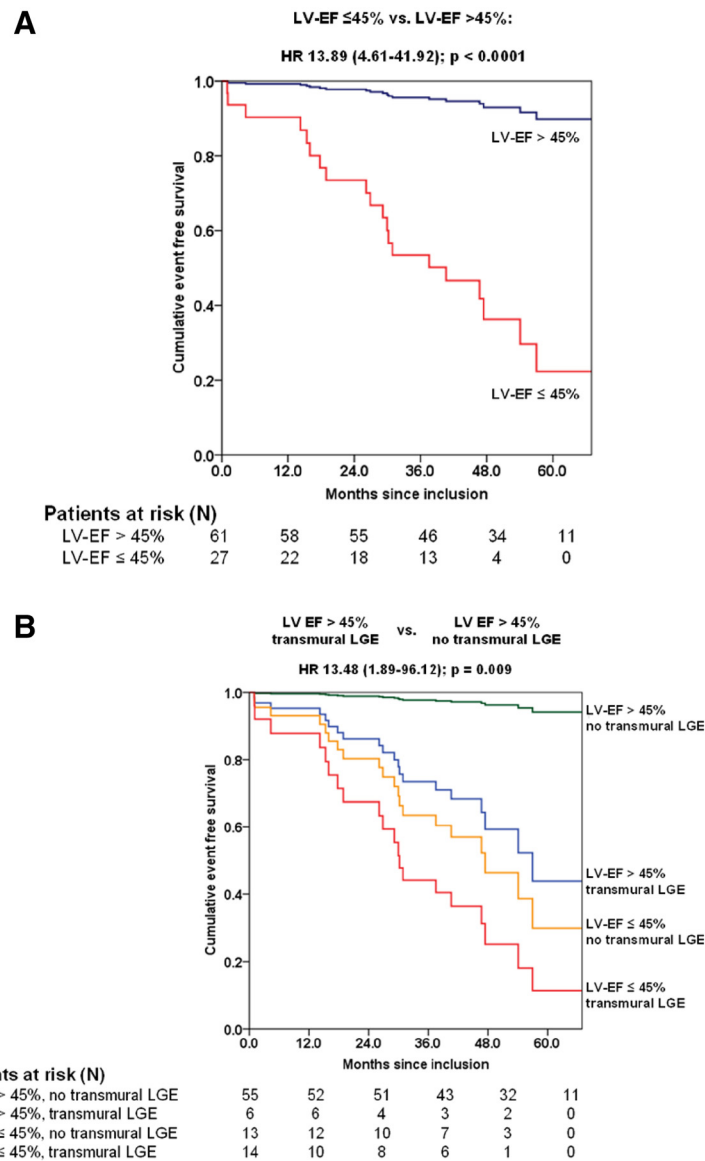 A
LV-EF ≤45% vs. LV-EF >45%:
HR 13.89 (4.61-41.92); p < 0.0001
Cumulative event free survival
1.0
0.8
0.6
0.4
0.2
0.0
LV-EF > 45%
LV-EF ≤ 45%
0.0 12.0 24.0 36.0 48.0 60.0
Months since inclusion
Patients at risk (N)
LV-EF > 45% 61 58 55 46 34 11
LV-EF ≤ 45% 27 22 18 13 4 0
B
LV EF > 45% transmural LGE vs. LV EF > 45% no transmural LGE
HR 13.48 (1.89-96.12); p = 0.009
Cumulative event free survival
1.0
0.8
0.6
0.4
0.2
0.0
LV-EF > 45%
no transmural LGE
LV-EF > 45%
transmural LGE
LV-EF ≤ 45%
no transmural LGE
LV-EF ≤ 45%
transmural LGE
0.0 12.0 24.0 36.0 48.0 60.0
Months since inclusion
nts at risk (N)
> 45%, no transmural LGE 55 52 51 43 32 11
> 45%, transmural LGE 6 6 4 3 2 0
≤ 45%, no transmural LGE 13 12 10 7 3 0
≤ 45%, transmural LGE 14 10 8 6 1 0